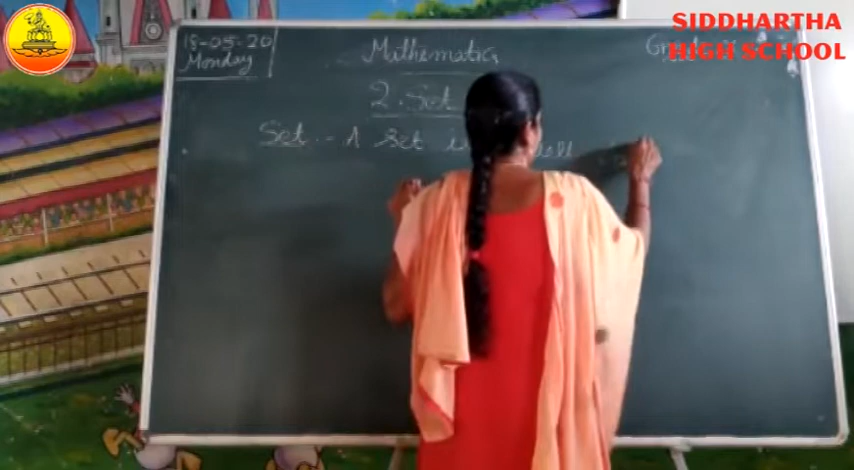 SIDDHARTHA
HIGH SCHOOL
18-05-20
Monday
Mathematics
2. Set
Set - A set is